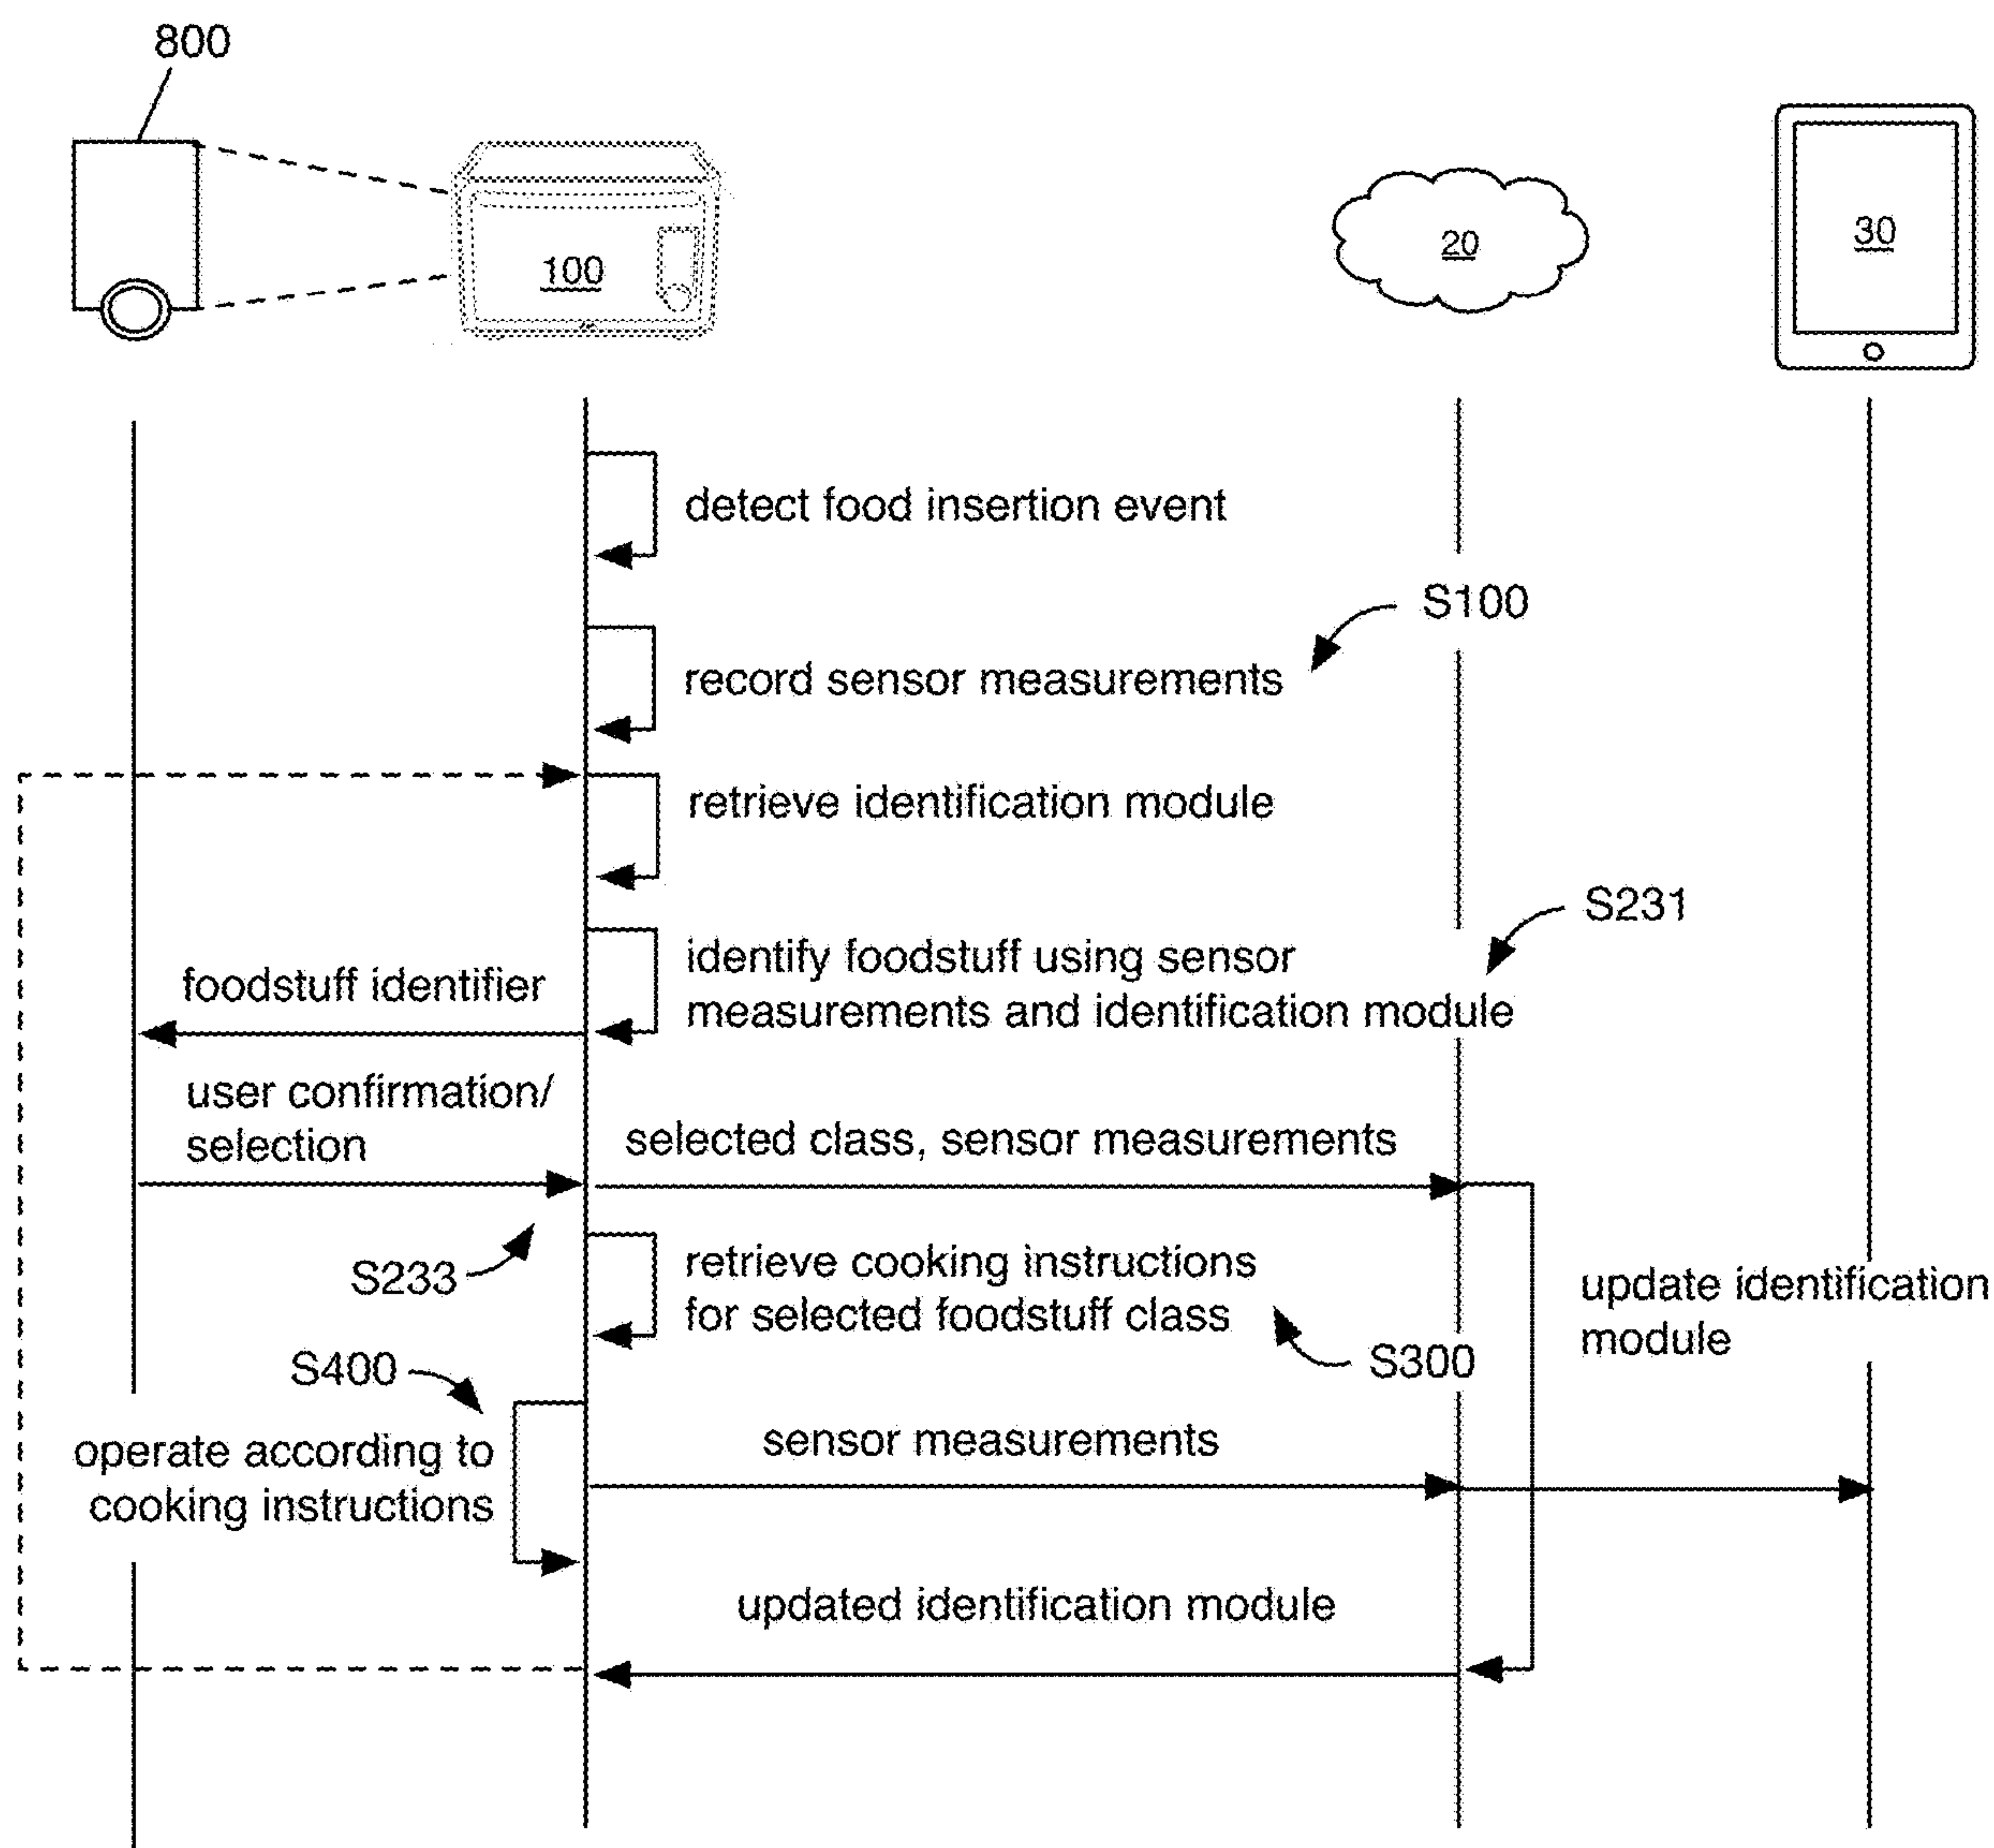 800
100
20
30
detect food insertion event
S100
record sensor measurements
retrieve identification module
S231
identify foodstuff using sensor
measurements and identification module
foodstuff identifier
user confirmation/
selection
selected class, sensor measurements
S233
retrieve cooking instructions
for selected foodstuff class
update identification
module
S300
S400
operate according to
cooking instructions
sensor measurements
updated identification module